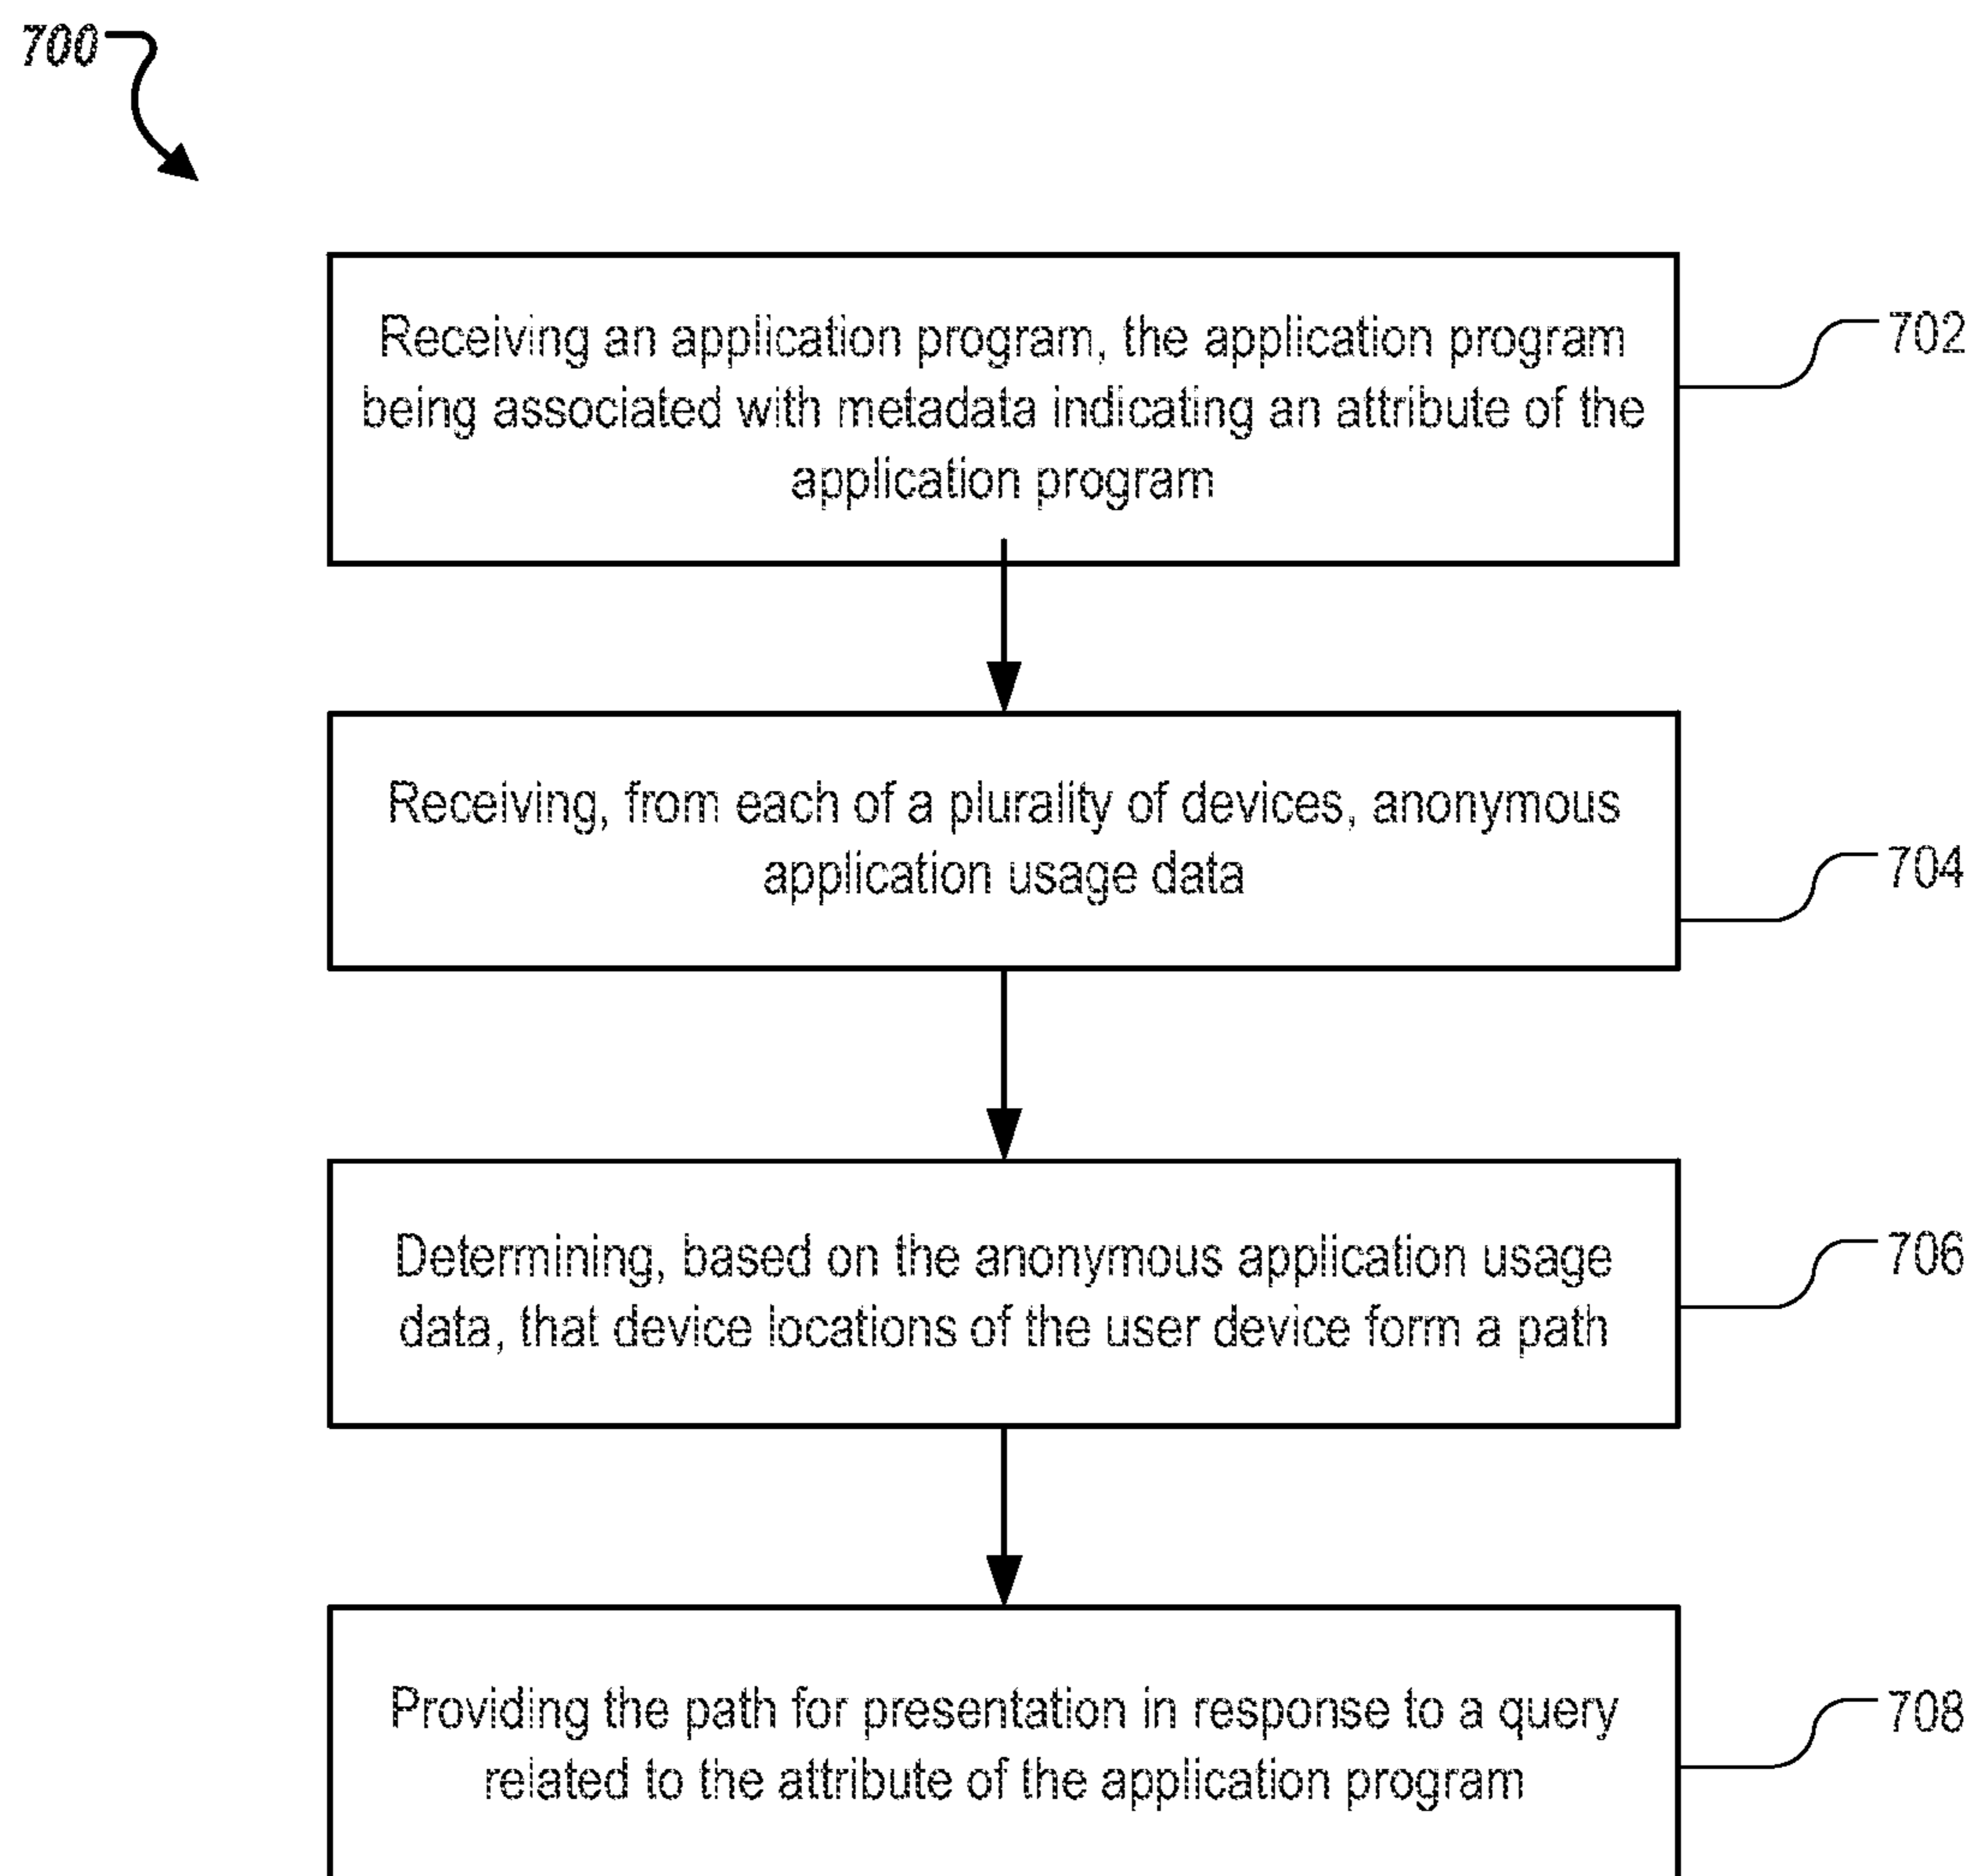 700
Receiving an application program, the application program
being associated with metadata indicating an attribute of the
application program
702
Receiving, from each of a plurality of devices, anonymous
application usage data
704
Determining, based on the anonymous application usage
data, that device locations of the user device form a path
706
Providing the path for presentation in response to a query
related to the attribute of the application program
708